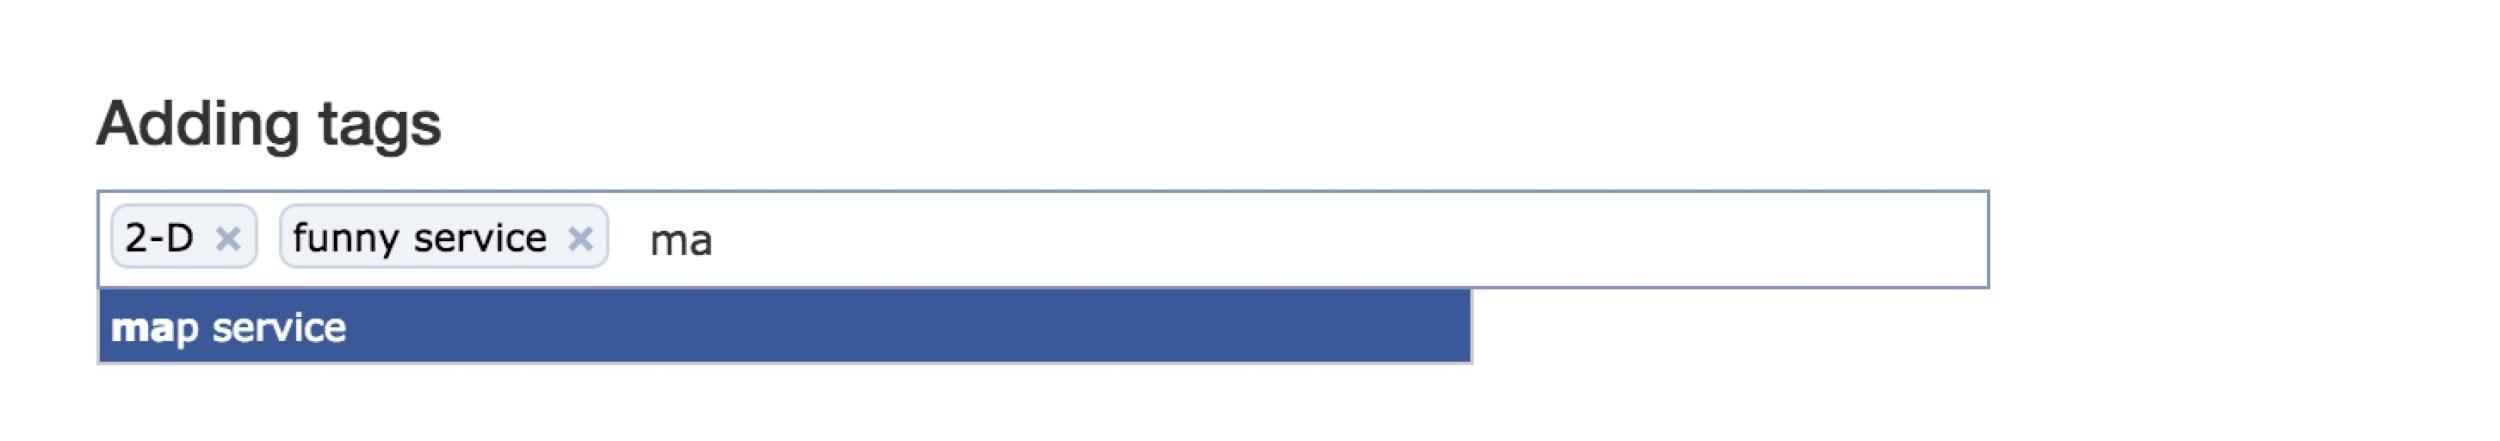 Adding tags
2-D × funny service × ma
map service